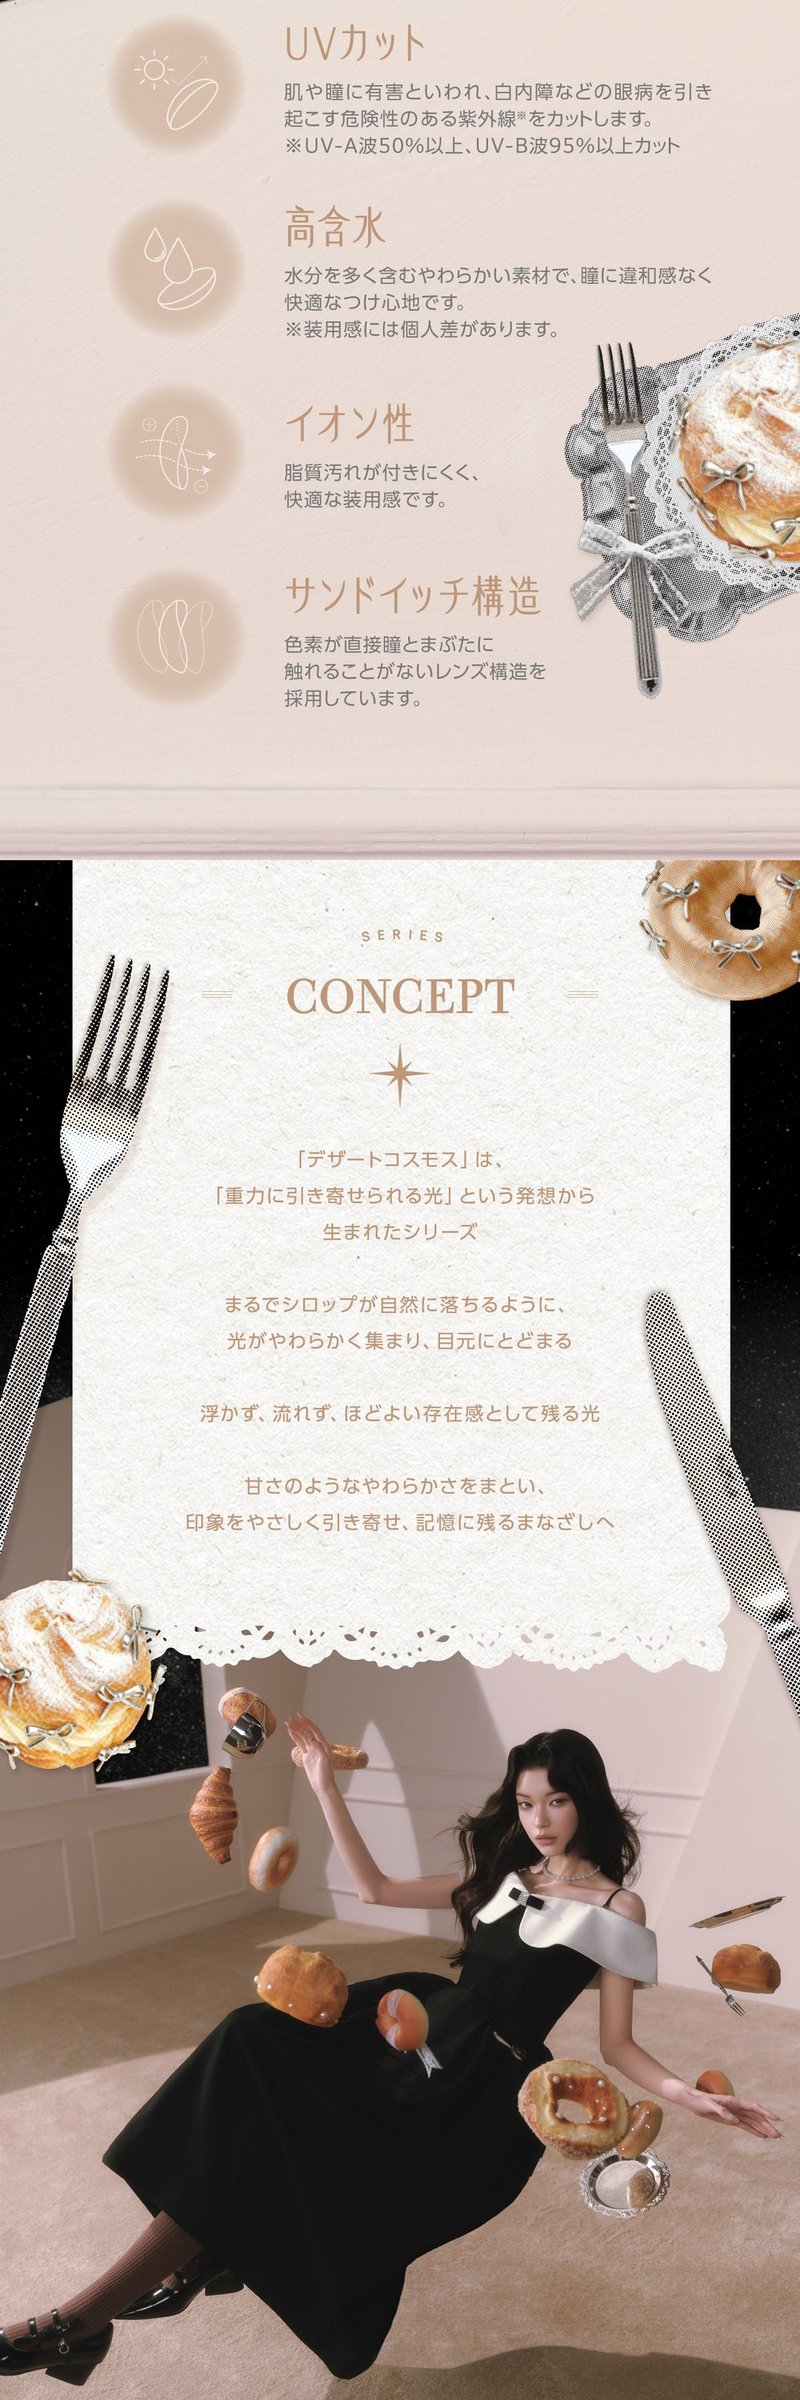 UVカット
肌や瞳に有害といわれ、白内障などの眼病を引き
起こす危険性のある紫外線※をカットします。
※UV-A波50%以上、UV-B波95%以上カット
高含水
水分を多く含むやわらかい素材で、瞳に違和感なく
快適なつけ心地です。
※装用感には個人差があります。
イオン性
脂質汚れが付きにくく、
快適な装用感です。
サンドイッチ構造
色素が直接瞳とまぶたに
触れることがないレンズ構造を
採用しています。
SERIES
CONCEPT
「デザートコスモス」は、
「重力に引き寄せられる光」という発想から
生まれたシリーズ
まるでシロップが自然に落ちるように、
光がやわらかく集まり、目元にとどまる
浮かず、流れず、ほどよい存在感として残る光
甘さのようなやわらかさをまとい、
印象をやさしく引き寄せ、記憶に残るまなざしへ